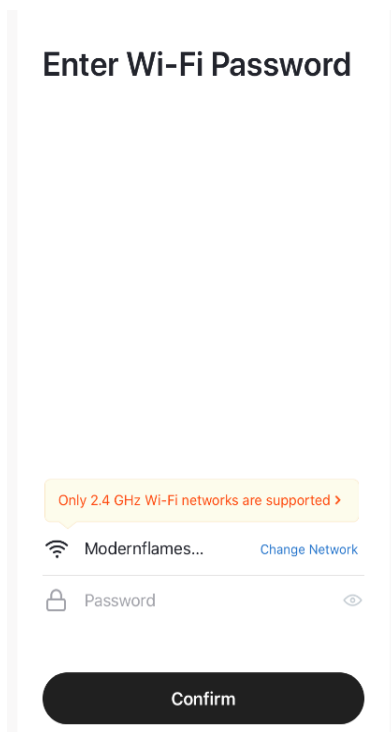 Enter Wi-Fi Password
Only 2.4 GHz Wi-Fi networks are supported >
Modernflames... Change Network
Password
Confirm